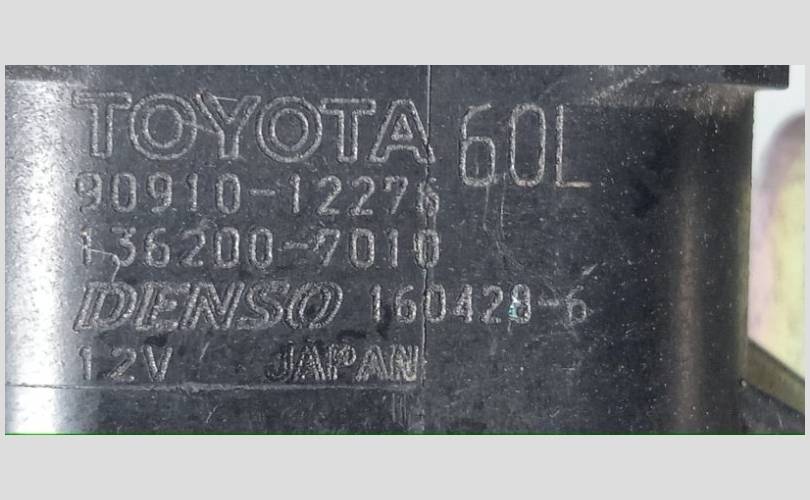 TOYOTA 60L
90910-12276
136200-7010
DENSO 160428-6
12V JAPAN